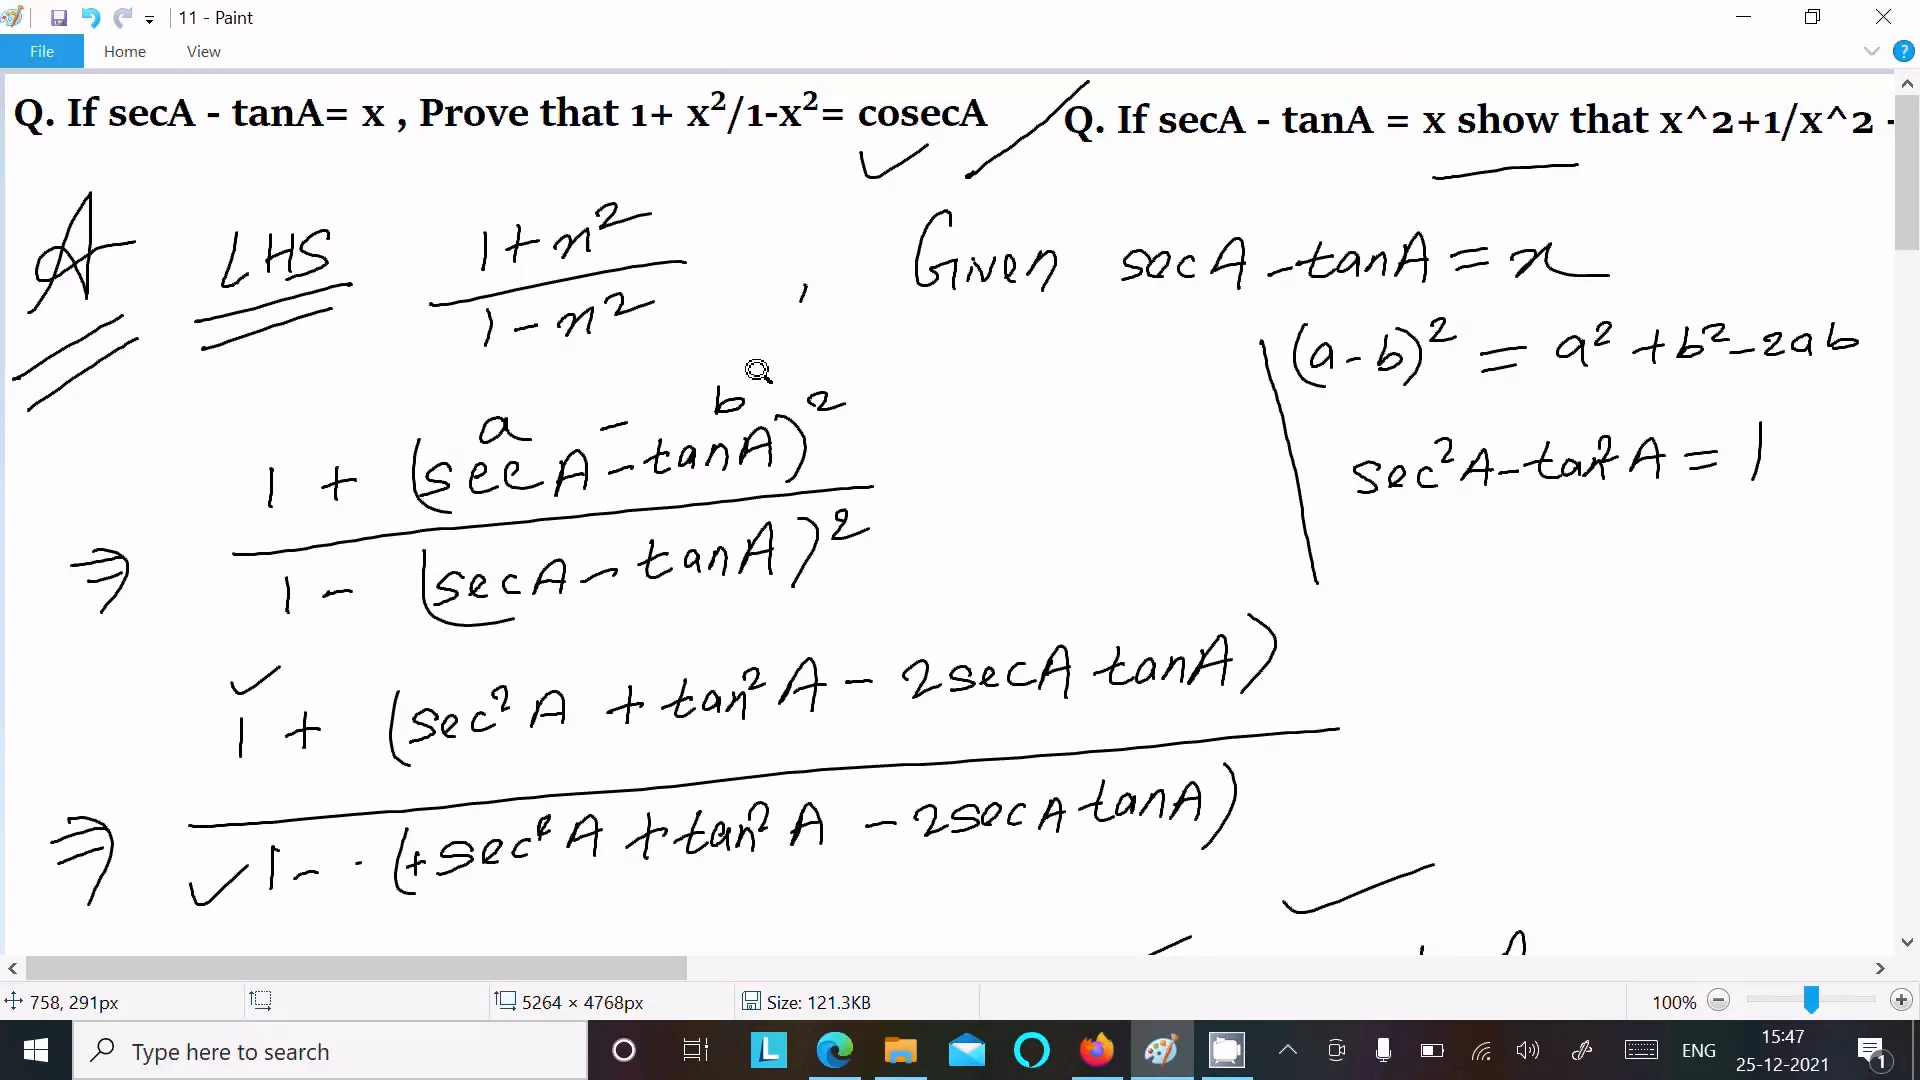 11 - Paint
File Home View
Q. If secA - tanA= x , Prove that 1+ x²/1-x²= cosecA
Q. If secA - tanA = x show that x^2+1/x^2 -
A LHS 1+x² / 1-x² , Given secA - tanA = x
(a-b)² = a² + b² - 2ab
sec²A - tan²A = 1
a - b
1 + (secA - tanA)²
⇒ 1 - (secA - tanA)²
1 + (sec²A + tan²A - 2secA tanA)
⇒ 1 - (+sec²A + tan²A - 2secA tanA)
758, 291px 5264 × 4768px Size: 121.3KB 100%
Type here to search
L
ENG
15:47
25-12-2021
1